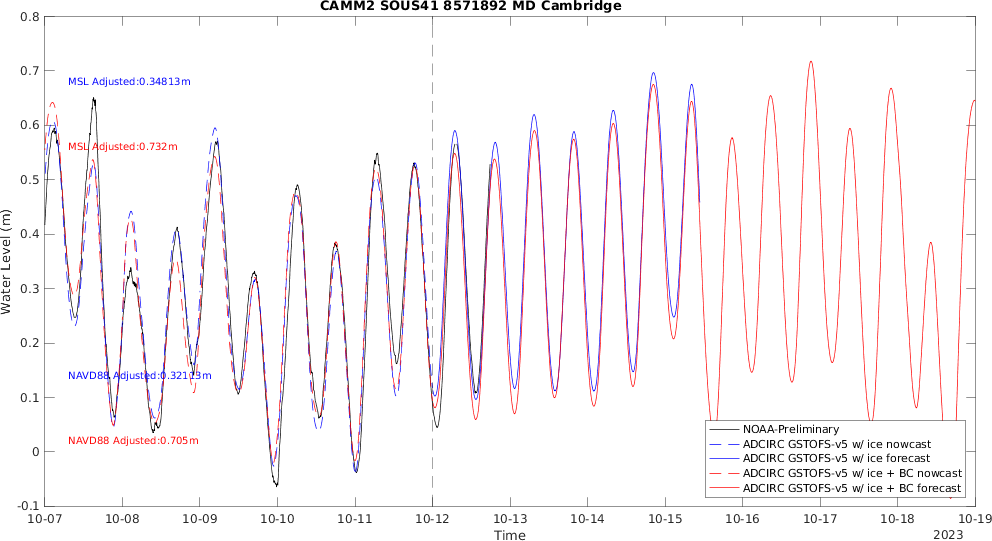 CAMM2 SOUS41 8571892 MD Cambridge
0.8
0.7
0.6
0.5
0.4
0.3
0.2
0.1
0
-0.1
Water Level (m)
MSL Adjusted:0.34813m
MSL Adjusted:0.732m
NAVD88 Adjusted:0.32113m
NAVD88 Adjusted:0.705m
NOAA-Preliminary
ADCIRC GSTOFS-v5 w/ ice nowcast
ADCIRC GSTOFS-v5 w/ ice forecast
ADCIRC GSTOFS-v5 w/ ice + BC nowcast
ADCIRC GSTOFS-v5 w/ ice + BC forecast
10-07 10-08 10-09 10-10 10-11 10-12 10-13 10-14 10-15 10-16 10-17 10-18 10-19
Time
2023